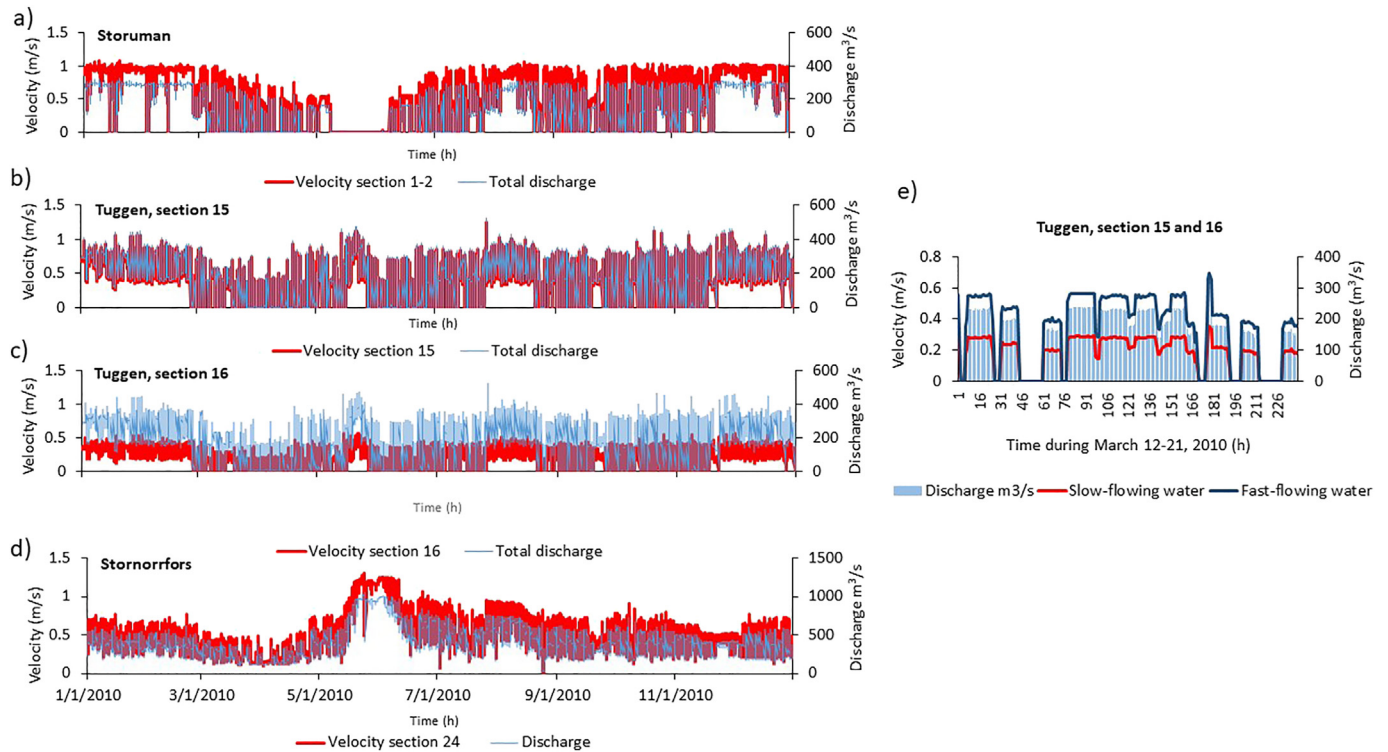 a)
Storuman
Velocity (m/s)
1.5
1
0.5
0
600
400
200
0
Discharge m³/s
Time (h)
Velocity section 1-2
Total discharge
b)
Tuggen, section 15
Velocity (m/s)
1.5
1
0.5
0
600
400
200
0
Discharge m³/s
Time (h)
Velocity section 15
Total discharge
c)
Tuggen, section 16
Velocity (m/s)
1.5
1
0.5
0
600
400
200
0
Discharge m³/s
Time (h)
Velocity section 16
Total discharge
d)
Stornorrfors
Velocity (m/s)
1.5
1
0.5
0
1500
1000
500
0
Discharge m³/s
1/1/2010 3/1/2010 5/1/2010 7/1/2010 9/1/2010 11/1/2010
Time (h)
Velocity section 24
Discharge
e)
Tuggen, section 15 and 16
Velocity (m/s)
0.8
0.6
0.4
0.2
0
400
300
200
100
0
Discharge (m³/s)
1 16 31 46 61 76 91 106 121 136 151 166 181 196 211 226
Time during March 12-21, 2010 (h)
Discharge m3/s
Slow-flowing water
Fast-flowing water